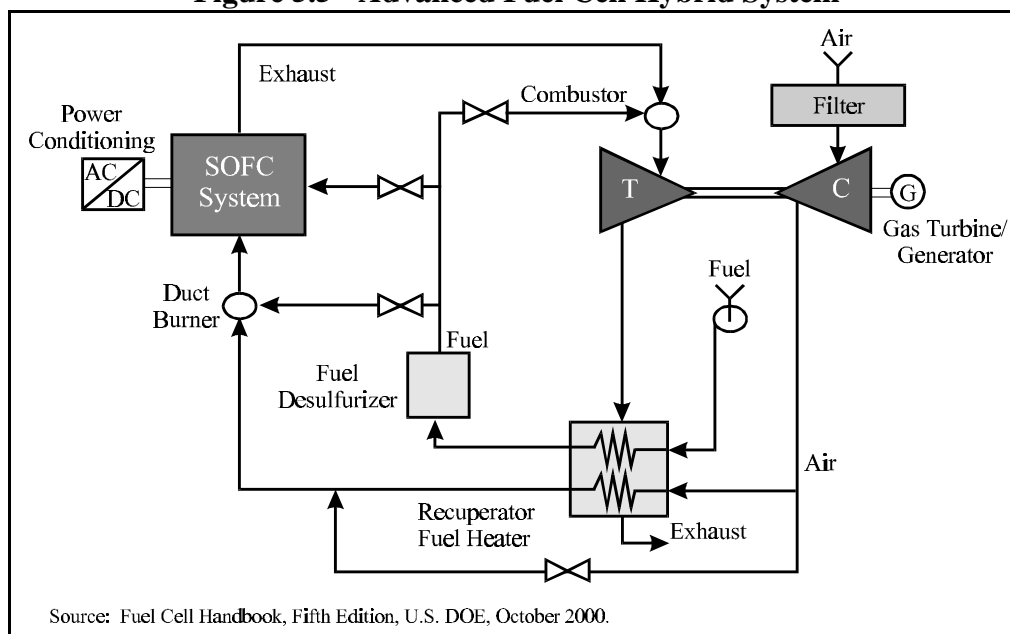 Figure - Advanced Fuel Cell Hybrid System
Air
Exhaust
Combustor
Filter
Power
Conditioning
AC
DC
SOFC
System
T
C
G
Gas Turbine/
Generator
Fuel
Duct
Burner
Fuel
Fuel
Desulfurizer
Air
Recuperator
Fuel Heater
Exhaust
Source: Fuel Cell Handbook, Fifth Edition, U.S. DOE, October 2000.